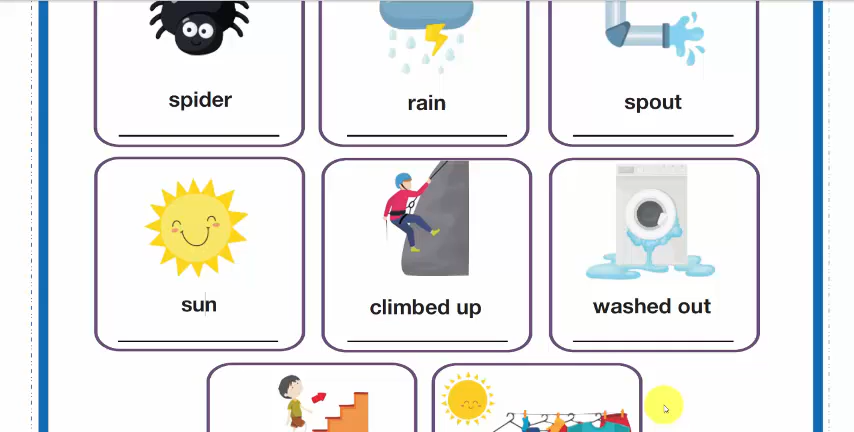 spider
rain
spout
sun
climbed up
washed out